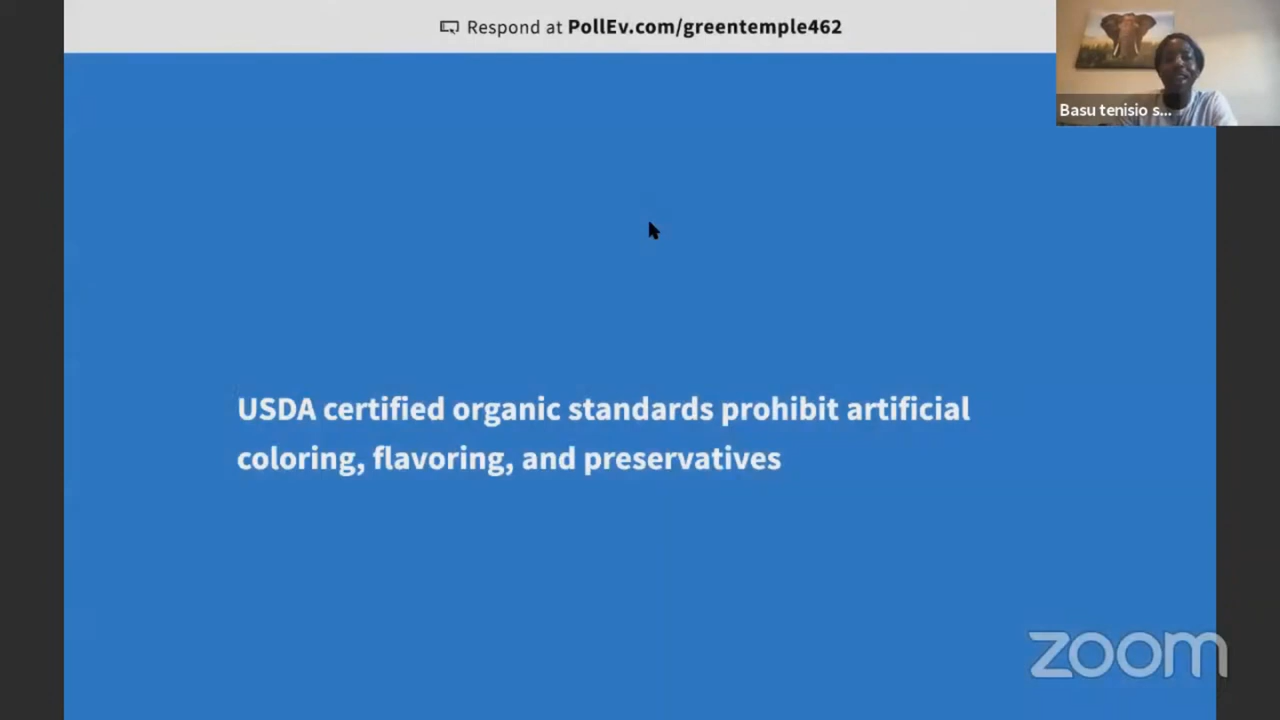 Respond at PollEv.com/greentemple462
Basu tenisio s...
USDA certified organic standards prohibit artificial
coloring, flavoring, and preservatives
zoom